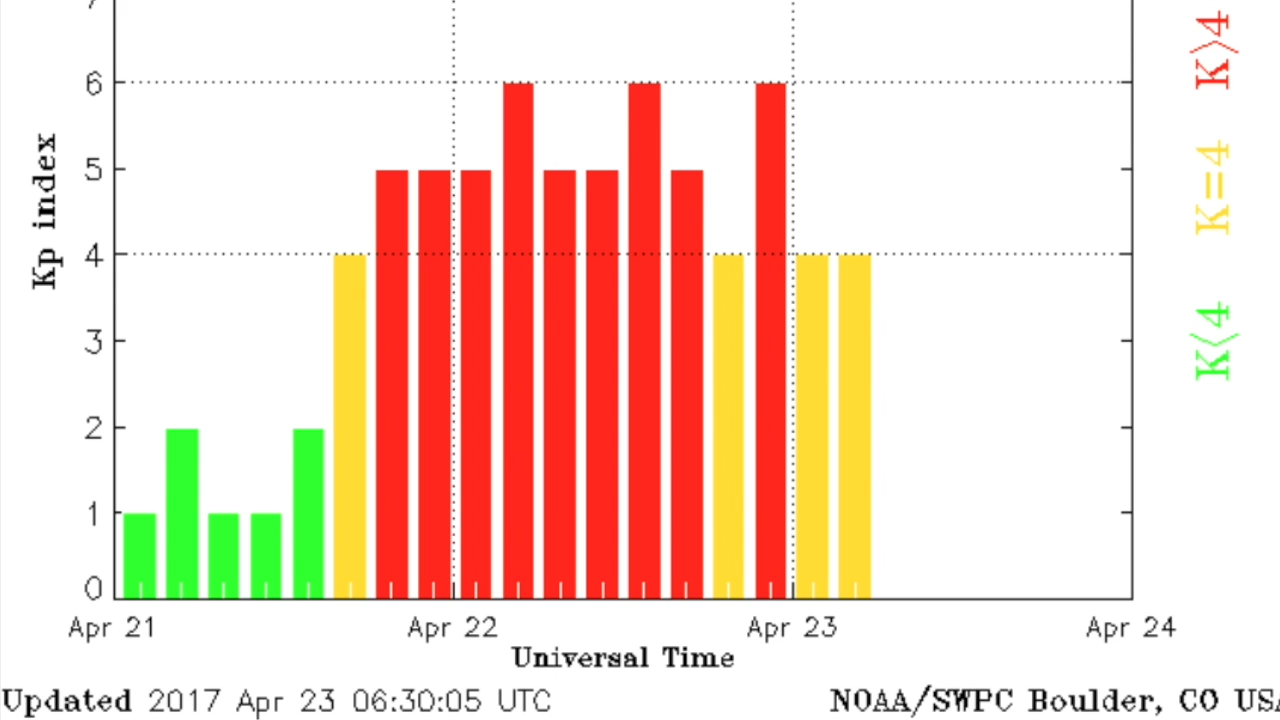 7
6
5
4
3
2
1
0
Kp index
Apr 21 Apr 22 Apr 23 Apr 24
Universal Time
Updated 2017 Apr 23 06:30:05 UTC NOAA/SWPC Boulder, CO USA
K>4
K=4
K<4